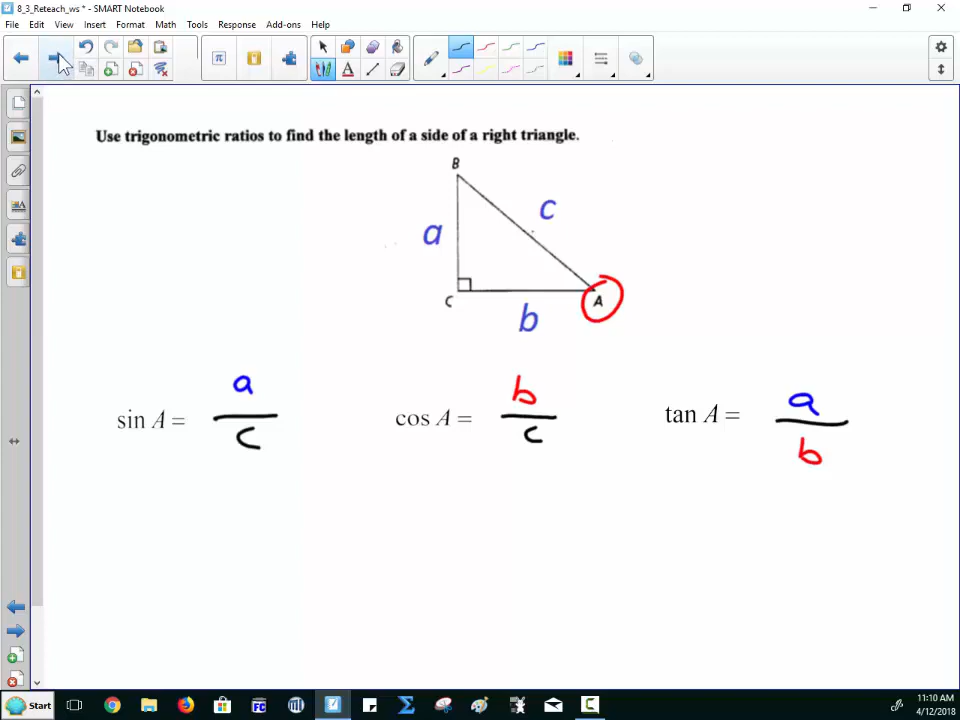 8_3_Reteach_ws * - SMART Notebook
File Edit View Insert Format Math Tools Response Add-ons Help
Use trigonometric ratios to find the length of a side of a right triangle.
B
c
a
C
A
b
sin A = a/c
cos A = b/c
tan A = a/b
Start
11:10 AM
4/12/2018